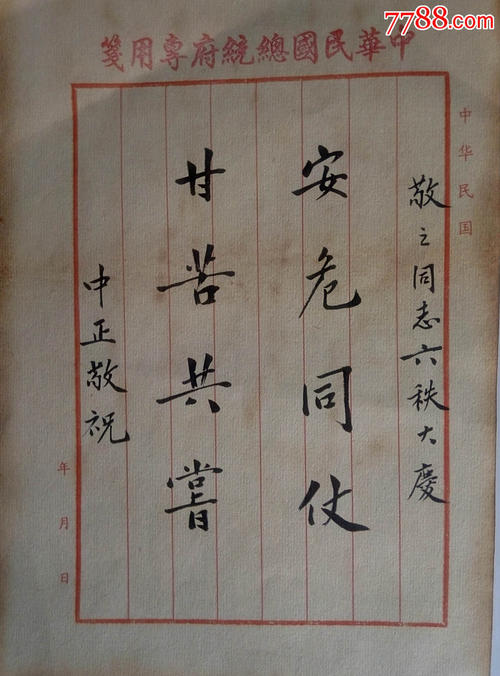 7788.com
中華民國總統府專用箋
中华民国
敬之同志六秩大慶
安危同仗
甘苦共嘗
中正敬祝
年月日